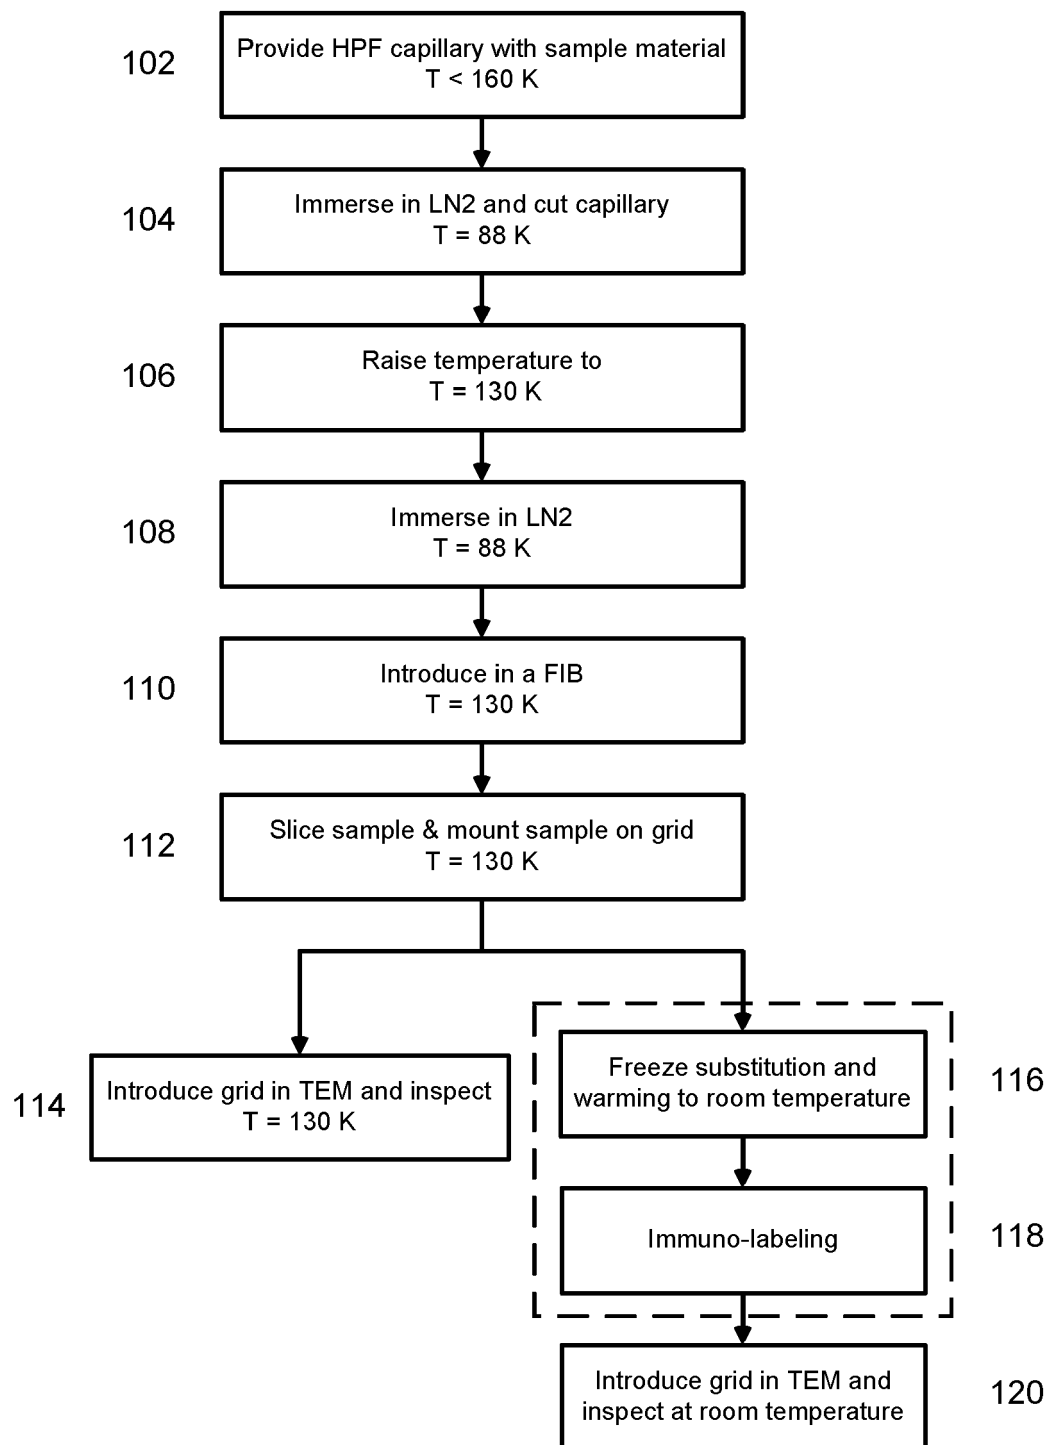 102
Provide HPF capillary with sample material
T < 160 K
104
Immerse in LN2 and cut capillary
T = 88 K
106
Raise temperature to
T = 130 K
108
Immerse in LN2
T = 88 K
110
Introduce in a FIB
T = 130 K
112
Slice sample & mount sample on grid
T = 130 K
114
Introduce grid in TEM and inspect
T = 130 K
Freeze substitution and
warming to room temperature
116
Immuno-labeling
118
Introduce grid in TEM and
inspect at room temperature
120